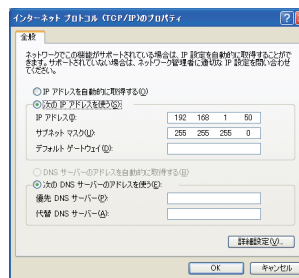 インターネット プロトコル (TCP/IP)のプロパティ
全般
ネットワークでこの機能がサポートされている場合は、IP 設定を自動的に取得することがで
きます。サポートされていない場合は、ネットワーク管理者に適切な IP 設定を問い合わせ
てください。
IP アドレスを自動的に取得する(O)
次の IP アドレスを使う(S):
IP アドレス(I): 192 168 1 50
サブネット マスク(U): 255 255 255 0
デフォルト ゲートウェイ(D):
DNS サーバーのアドレスを自動的に取得する(B)
次の DNS サーバーのアドレスを使う(E):
優先 DNS サーバー(P):
代替 DNS サーバー(A):
詳細設定(V)...
OK キャンセル